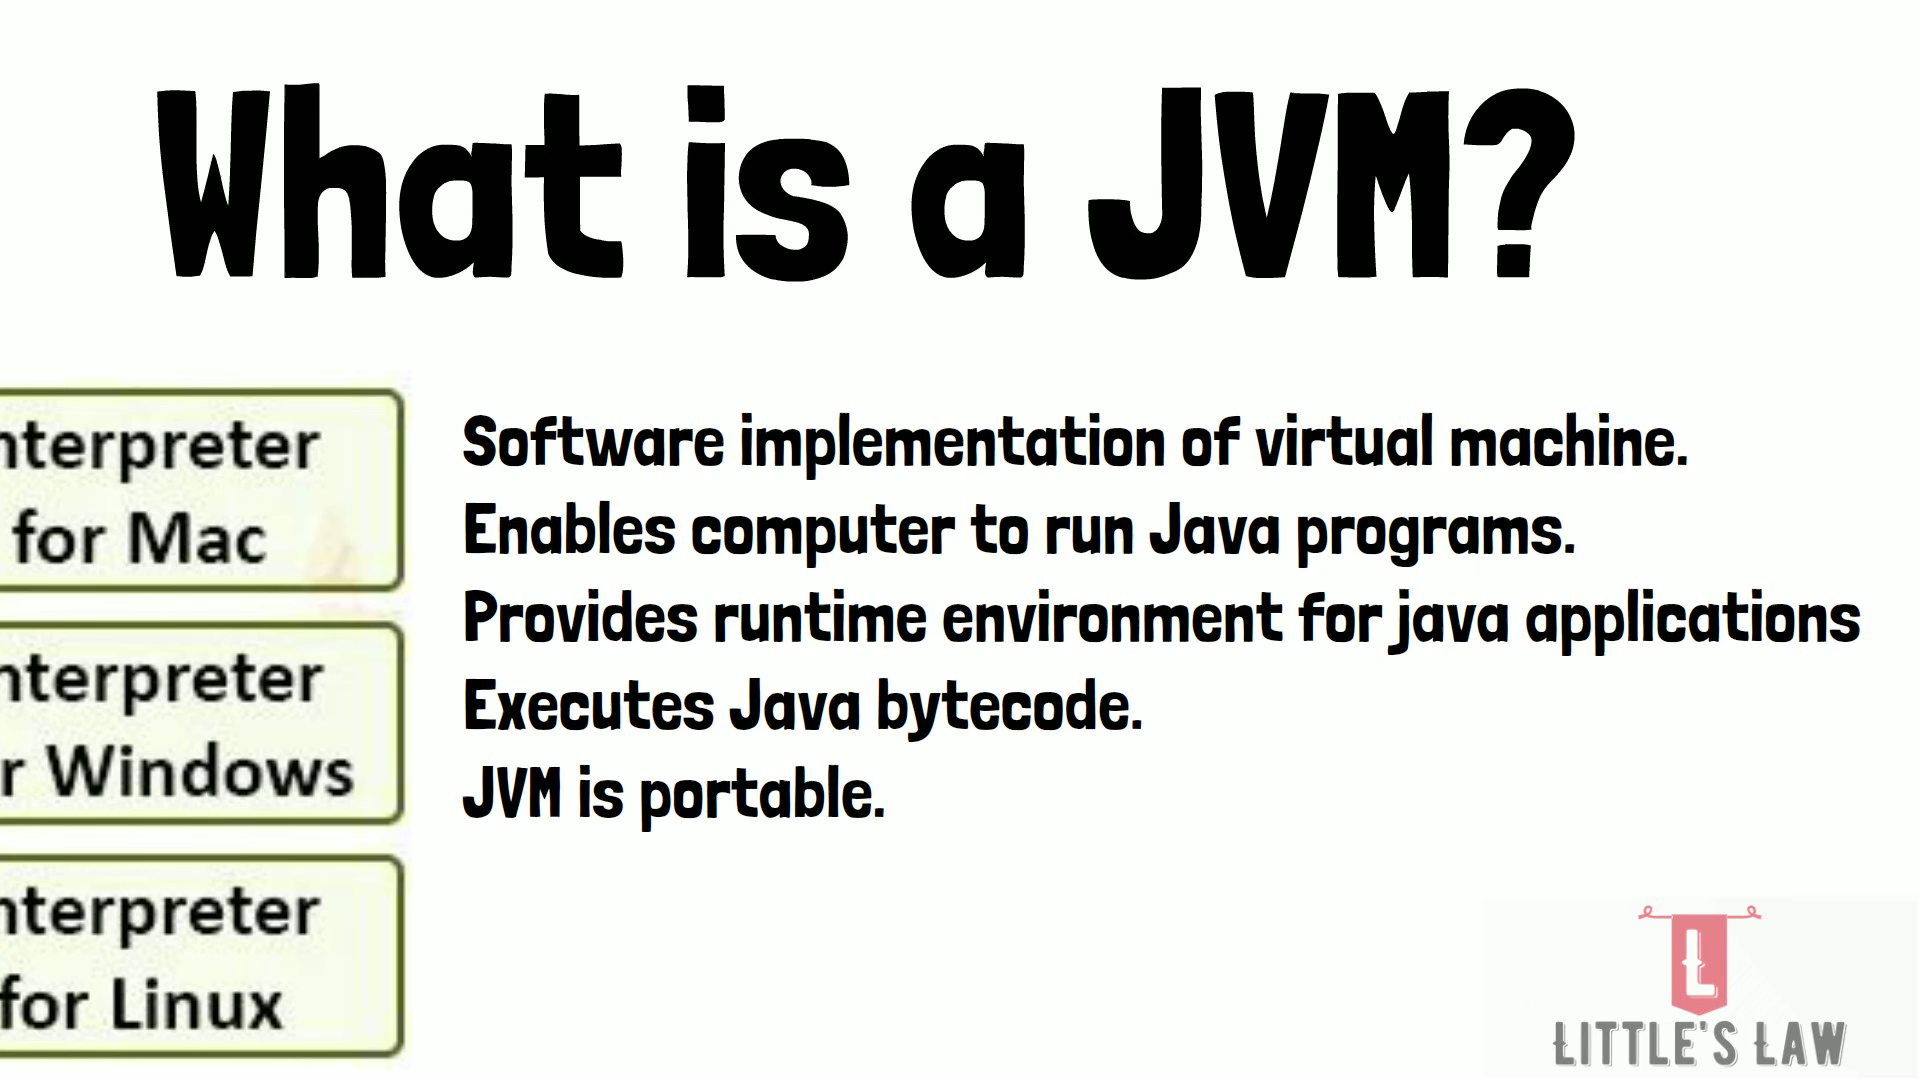 What is a JVM?
nterpreter
for Mac
nterpreter
r Windows
nterpreter
for Linux
Software implementation of virtual machine.
Enables computer to run Java programs.
Provides runtime environment for java applications
Executes Java bytecode.
JVM is portable.
L
LITTLE'S LAW